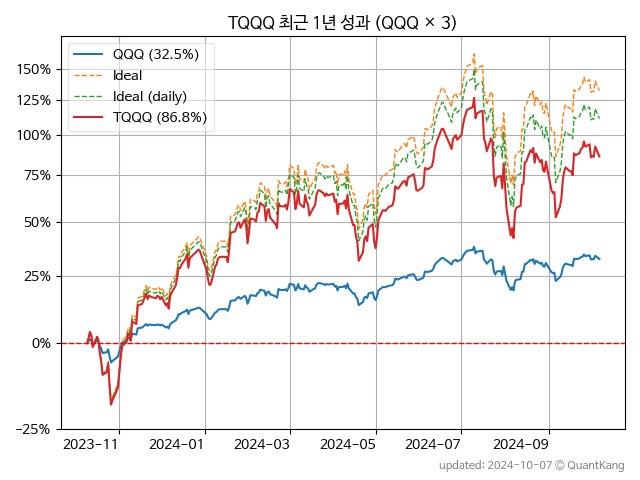 TQQQ 최근 1년 성과 (QQQ × 3)
QQQ (32.5%)
Ideal
Ideal (daily)
TQQQ (86.8%)
150%
125%
100%
75%
50%
25%
0%
−25%
2023-11 2024-01 2024-03 2024-05 2024-07 2024-09
updated: 2024-10-07 © QuantKang